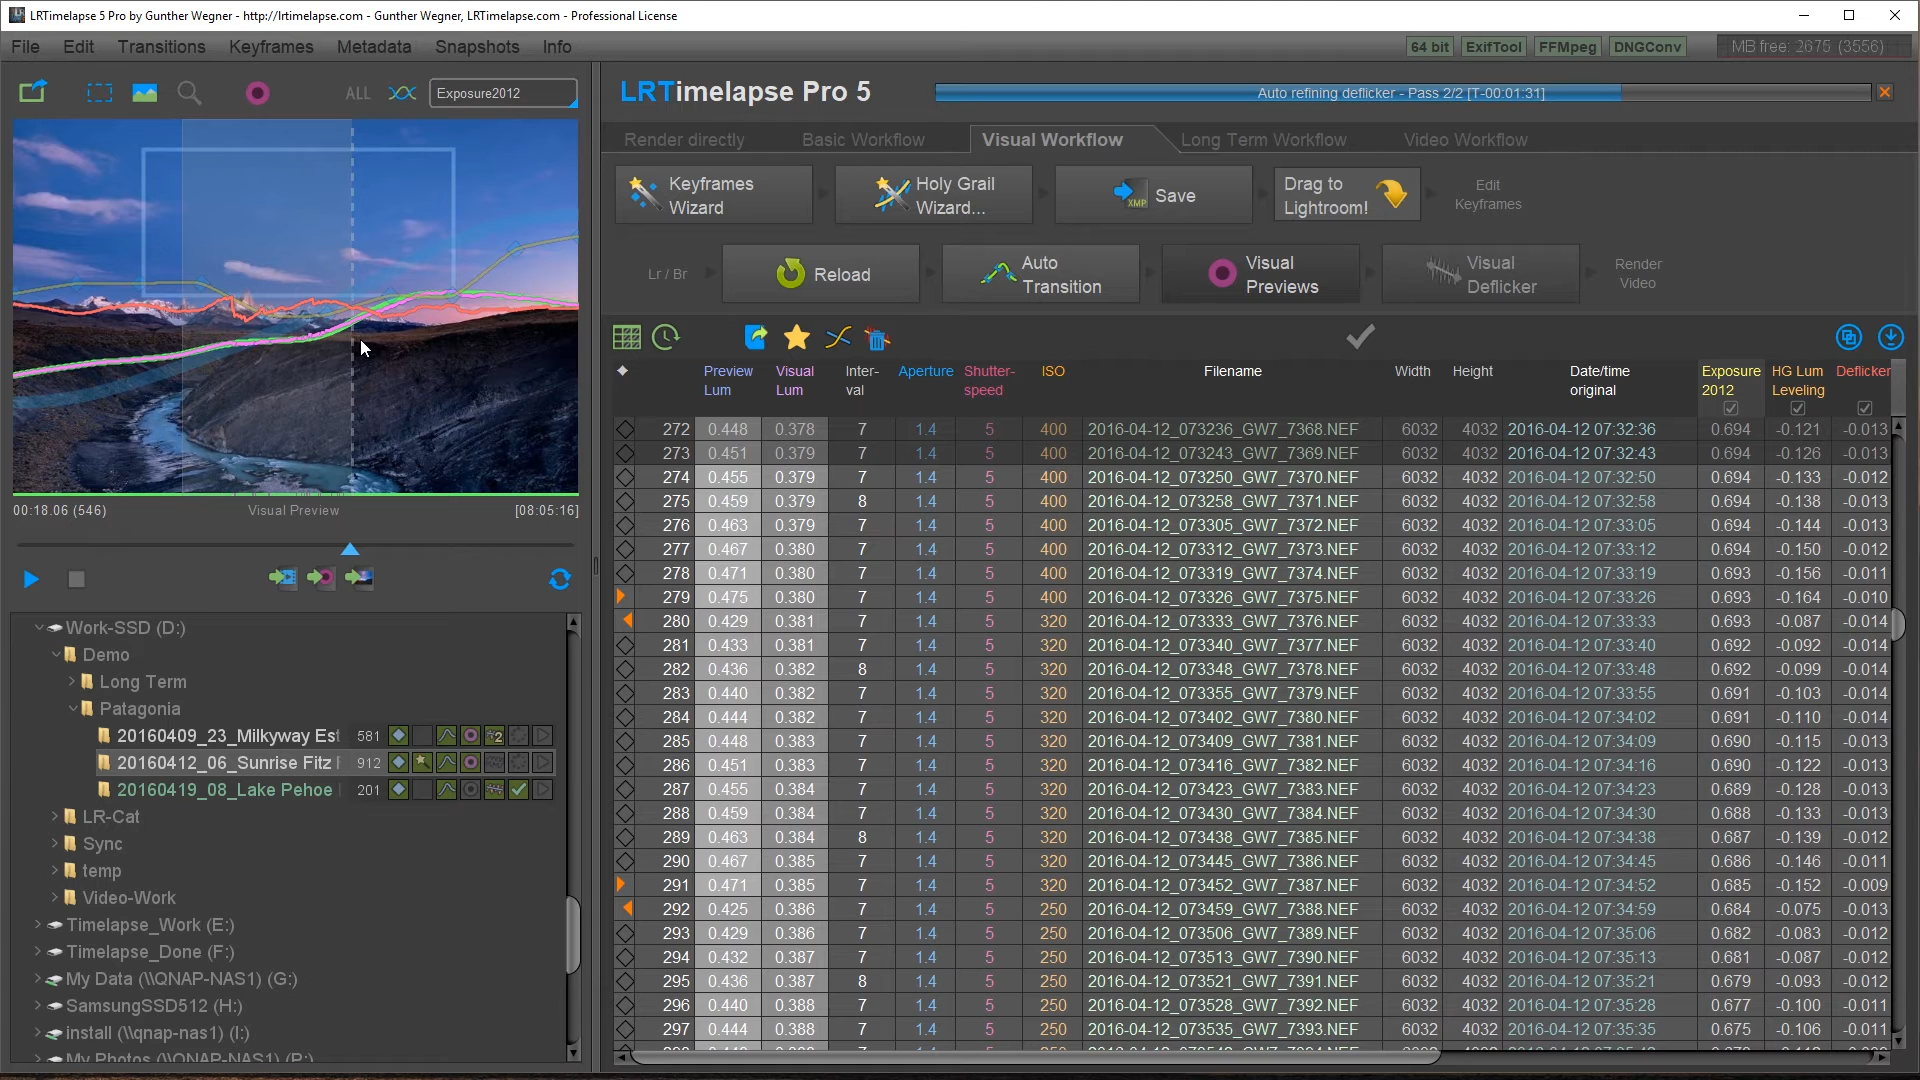 LRTimelapse 5 Pro by Gunther Wegner - http://lrtimelapse.com - Gunther Wegner, LRTimelapse.com - Professional License
File Edit Transitions Keyframes Metadata Snapshots Info
64 bit ExifTool FFMpeg DNGConv MB free: 2675 (3556)
ALL Exposure2012
LRTimelapse Pro 5
Auto refining deflicker - Pass 2/2 [T-00:01:31]
Render directly Basic Workflow Visual Workflow Long Term Workflow Video Workflow
Keyframes Wizard
Holy Grail Wizard...
XMP Save
Drag to Lightroom!
Edit Keyframes
Lr / Br
Reload
Auto Transition
Visual Previews
Visual Deflicker
Render Video
00:18.06 (546) Visual Preview [08:05:16]
Work-SSD (D:)
Demo
Long Term
Patagonia
20160409_23_Milkyway Est 581 2
20160412_06_Sunrise Fitz 912
20160419_08_Lake Pehoe 201
LR-Cat
Sync
temp
Video-Work
Timelapse_Work (E:)
Timelapse_Done (F:)
My Data (\\QNAP-NAS1) (G:)
SamsungSSD512 (H:)
install (\\qnap-nas1) (I:)
My Photos (\\QNAP-NAS1) (P:)
Preview Lum Visual Lum Inter-val Aperture Shutter-speed ISO Filename Width Height Date/time original Exposure 2012 HG Lum Leveling Deflicker
272 0.448 0.378 7 1.4 5 400 2016-04-12_073236_GW7_7368.NEF 6032 4032 2016-04-12 07:32:36 0.694 -0.121 -0.013
273 0.451 0.379 7 1.4 5 400 2016-04-12_073243_GW7_7369.NEF 6032 4032 2016-04-12 07:32:43 0.694 -0.126 -0.013
274 0.455 0.379 7 1.4 5 400 2016-04-12_073250_GW7_7370.NEF 6032 4032 2016-04-12 07:32:50 0.694 -0.133 -0.012
275 0.459 0.379 8 1.4 5 400 2016-04-12_073258_GW7_7371.NEF 6032 4032 2016-04-12 07:32:58 0.694 -0.138 -0.013
276 0.463 0.379 7 1.4 5 400 2016-04-12_073305_GW7_7372.NEF 6032 4032 2016-04-12 07:33:05 0.694 -0.144 -0.013
277 0.467 0.380 7 1.4 5 400 2016-04-12_073312_GW7_7373.NEF 6032 4032 2016-04-12 07:33:12 0.694 -0.150 -0.012
278 0.471 0.380 7 1.4 5 400 2016-04-12_073319_GW7_7374.NEF 6032 4032 2016-04-12 07:33:19 0.693 -0.156 -0.011
279 0.475 0.380 7 1.4 5 400 2016-04-12_073326_GW7_7375.NEF 6032 4032 2016-04-12 07:33:26 0.693 -0.164 -0.010
280 0.429 0.381 7 1.4 5 320 2016-04-12_073333_GW7_7376.NEF 6032 4032 2016-04-12 07:33:33 0.693 -0.087 -0.014
281 0.433 0.381 7 1.4 5 320 2016-04-12_073340_GW7_7377.NEF 6032 4032 2016-04-12 07:33:40 0.692 -0.092 -0.014
282 0.436 0.382 8 1.4 5 320 2016-04-12_073348_GW7_7378.NEF 6032 4032 2016-04-12 07:33:48 0.692 -0.099 -0.014
283 0.440 0.382 7 1.4 5 320 2016-04-12_073355_GW7_7379.NEF 6032 4032 2016-04-12 07:33:55 0.691 -0.103 -0.014
284 0.444 0.382 7 1.4 5 320 2016-04-12_073402_GW7_7380.NEF 6032 4032 2016-04-12 07:34:02 0.691 -0.110 -0.014
285 0.448 0.383 7 1.4 5 320 2016-04-12_073409_GW7_7381.NEF 6032 4032 2016-04-12 07:34:09 0.690 -0.115 -0.013
286 0.451 0.383 7 1.4 5 320 2016-04-12_073416_GW7_7382.NEF 6032 4032 2016-04-12 07:34:16 0.690 -0.122 -0.013
287 0.455 0.384 7 1.4 5 320 2016-04-12_073423_GW7_7383.NEF 6032 4032 2016-04-12 07:34:23 0.689 -0.128 -0.013
288 0.459 0.384 7 1.4 5 320 2016-04-12_073430_GW7_7384.NEF 6032 4032 2016-04-12 07:34:30 0.688 -0.133 -0.013
289 0.463 0.384 8 1.4 5 320 2016-04-12_073438_GW7_7385.NEF 6032 4032 2016-04-12 07:34:38 0.687 -0.139 -0.012
290 0.467 0.385 7 1.4 5 320 2016-04-12_073445_GW7_7386.NEF 6032 4032 2016-04-12 07:34:45 0.686 -0.146 -0.011
291 0.471 0.385 7 1.4 5 320 2016-04-12_073452_GW7_7387.NEF 6032 4032 2016-04-12 07:34:52 0.685 -0.152 -0.009
292 0.425 0.386 7 1.4 5 250 2016-04-12_073459_GW7_7388.NEF 6032 4032 2016-04-12 07:34:59 0.684 -0.075 -0.013
293 0.429 0.386 7 1.4 5 250 2016-04-12_073506_GW7_7389.NEF 6032 4032 2016-04-12 07:35:06 0.682 -0.083 -0.012
294 0.432 0.387 7 1.4 5 250 2016-04-12_073513_GW7_7390.NEF 6032 4032 2016-04-12 07:35:13 0.681 -0.087 -0.012
295 0.436 0.387 8 1.4 5 250 2016-04-12_073521_GW7_7391.NEF 6032 4032 2016-04-12 07:35:21 0.679 -0.093 -0.012
296 0.440 0.388 7 1.4 5 250 2016-04-12_073528_GW7_7392.NEF 6032 4032 2016-04-12 07:35:28 0.677 -0.100 -0.011
297 0.444 0.388 7 1.4 5 250 2016-04-12_073535_GW7_7393.NEF 6032 4032 2016-04-12 07:35:35 0.675 -0.106 -0.011